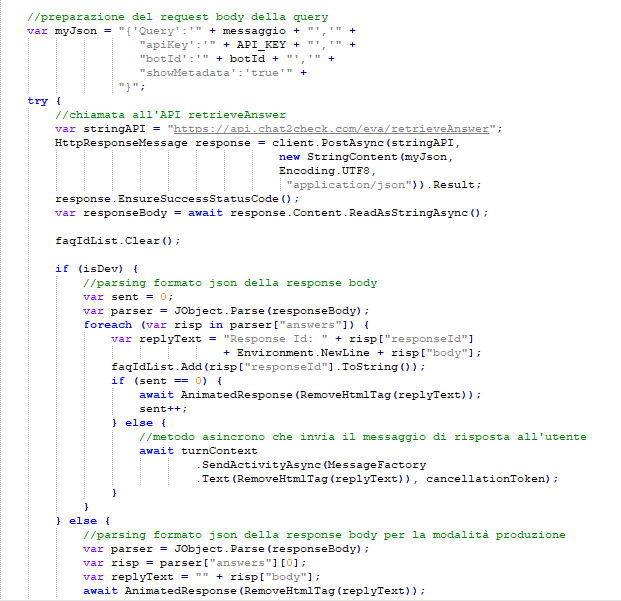 //preparazione del request body della query
var myJson = "{'Query':'" + messaggio + "','" +
"apiKey':'" + API_KEY + "','" +
"botId':'" + botId + "','" +
"showMetadata':'true'" +
"}";
try {
//chiamata all'API retrieveAnswer
var stringAPI = "https://api.chat2check.com/eva/retrieveAnswer";
HttpResponseMessage response = client.PostAsync(stringAPI,
new StringContent(myJson,
Encoding.UTF8,
"application/json")).Result;
response.EnsureSuccessStatusCode();
var responseBody = await response.Content.ReadAsStringAsync();
faqIdList.Clear();
if (isDev) {
//parsing formato json della response body
var sent = 0;
var parser = JObject.Parse(responseBody);
foreach (var risp in parser["answers"]) {
var replyText = "Response Id: " + risp["responseId"]
+ Environment.NewLine + risp["body"];
faqIdList.Add(risp["responseId"].ToString());
if (sent == 0) {
await AnimatedResponse(RemoveHtmlTag(replyText));
sent++;
} else {
//metodo asincrono che invia il messaggio di risposta all'utente
await turnContext
.SendActivityAsync(MessageFactory
.Text(RemoveHtmlTag(replyText)), cancellationToken);
}
}
} else {
//parsing formato json della response body per la modalità produzione
var parser = JObject.Parse(responseBody);
var risp = parser["answers"][0];
var replyText = "" + risp["body"];
await AnimatedResponse(RemoveHtmlTag(replyText));